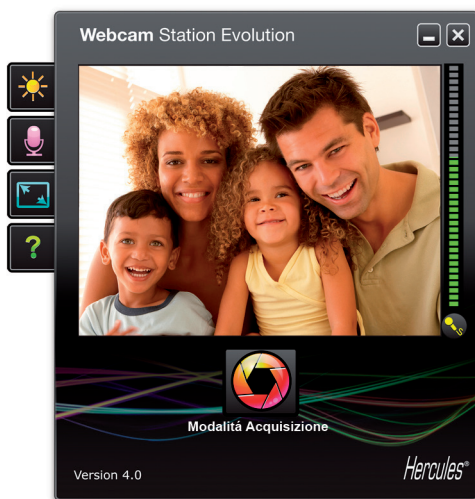 Webcam Station Evolution
?
Modalitá Acquisizione
Version 4.0
Hercules®